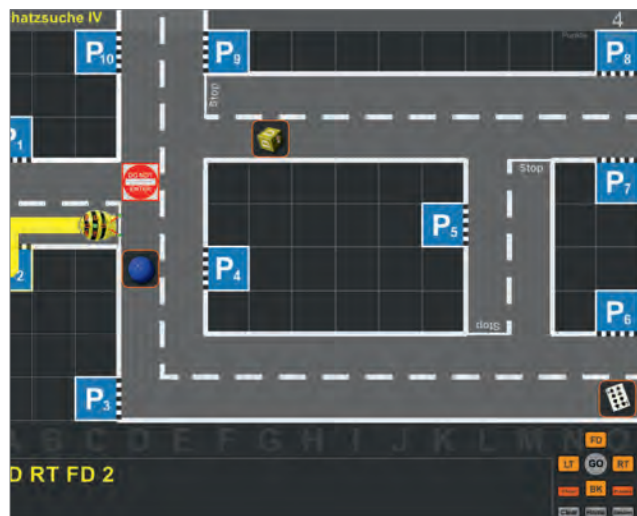 hatzsuche IV
4
P10
P9
P8
Stop
P1
DO NOT
ENTER!
Stop
P7
P5
2
P4
Stop
P6
P3
A B C D E F G H I J K L M N O
D RT FD 2
FD
LT GO RT
BK
Clear